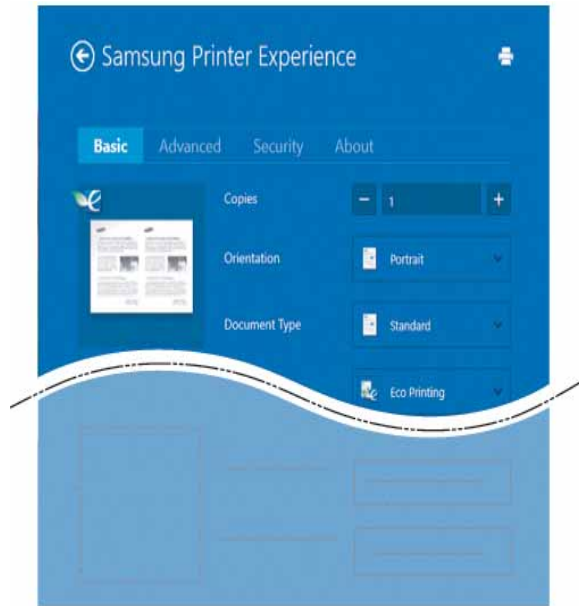 Samsung Printer Experience
Basic Advanced Security About
Copies 1
Orientation Portrait
Document Type Standard
Eco Printing